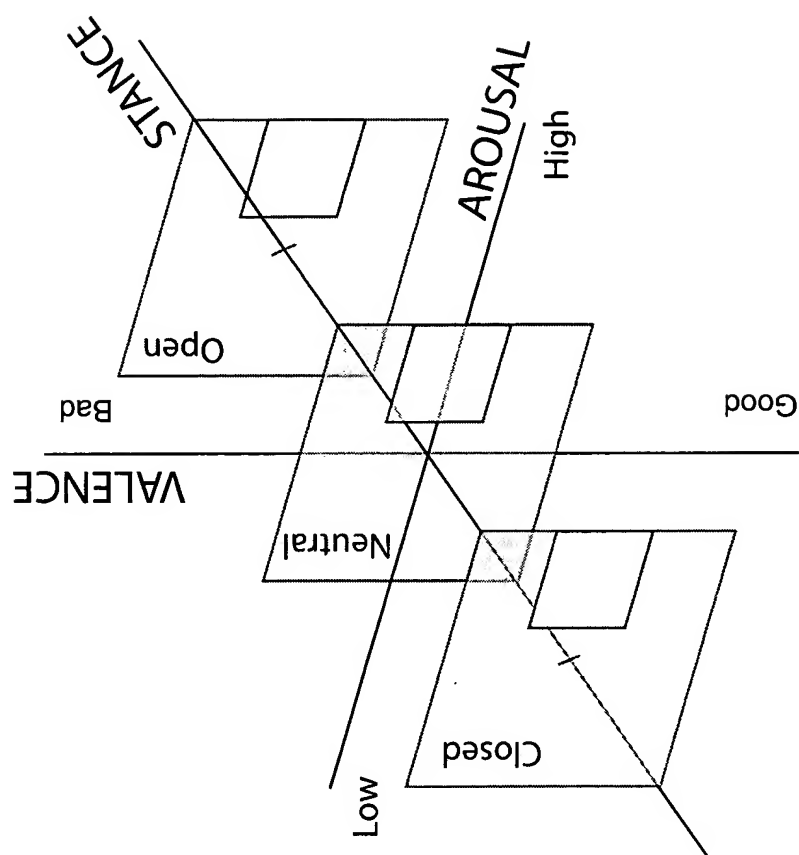 STANCE
AROUSAL
High
Open
Bad
Good
VALENCE
Neutral
Closed
Low